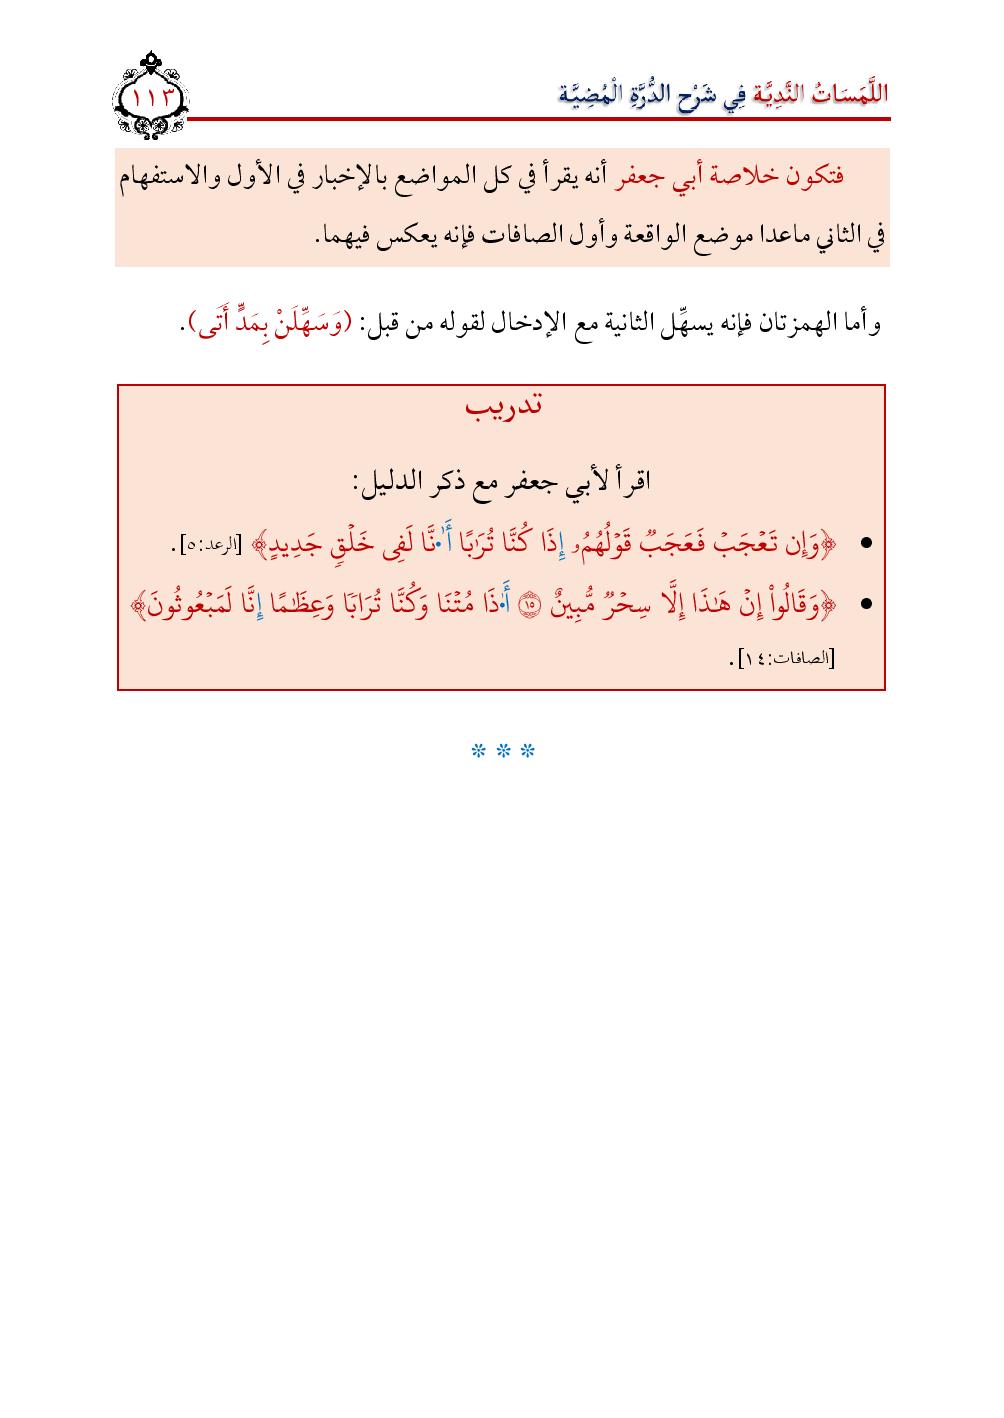 اللَّمَسَاتُ النَّدِيَّة فِي شَرْحِ الدُّرَّةِ الْمُضِيَّة
١١٣
فتكون خلاصة أبي جعفر أنه يقرأ في كل المواضع بالإخبار في الأول والاستفهام
في الثاني ماعدا موضع الواقعة وأول الصافات فإنه يعكس فيهما.
وأما الهمزتان فإنه يسهِّل الثانية مع الإدخال لقوله من قبل: (وَسَهِّلَنْ بِمَدٍّ أَتَى).
تدريب
اقرأ لأبي جعفر مع ذكر الدليل:
• ﴿وَإِن تَعۡجَبۡ فَعَجَبٞ قَوۡلُهُمُۥ إِذَا كُنَّا تُرَٰبًا أَٰ۬نَّا لَفِى خَلۡقٖ جَدِيدٍ﴾ [الرعد:٥].
• ﴿وَقَالُواْ إِنۡ هَٰذَا إِلَّا سِحۡرٞ مُّبِينٌ ١٥ أَٰ۬ذَا مُتۡنَا وَكُنَّا تُرَابٗا وَعِظَٰمًا إِنَّا لَمَبۡعُوثُونَ﴾
[الصافات:١٤].
* * *